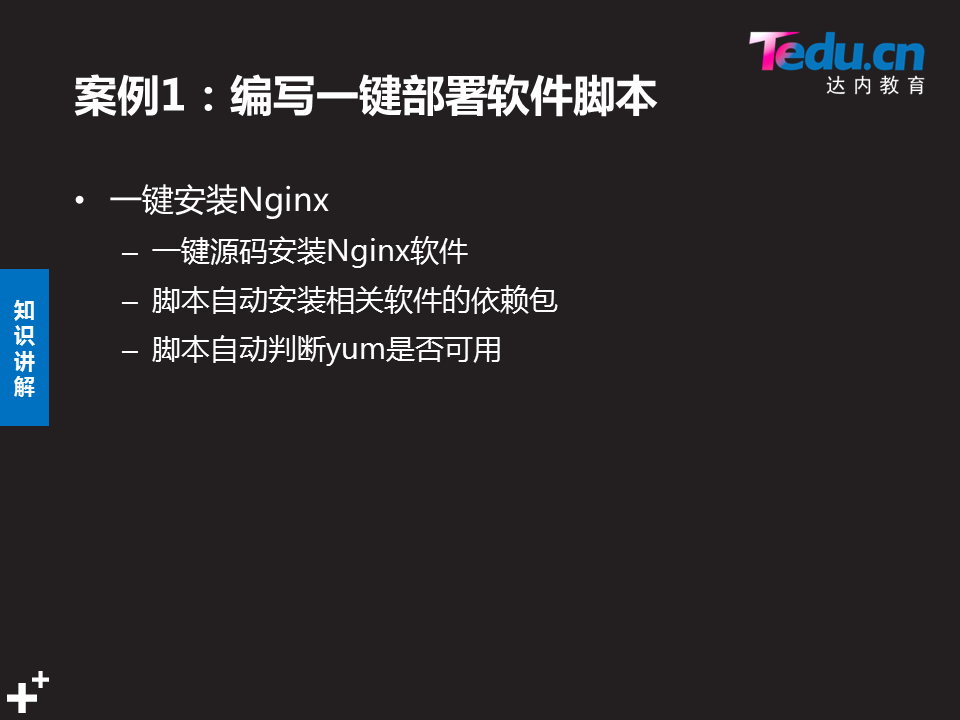 Tedu.cn
达内教育
案例1：编写一键部署软件脚本
• 一键安装Nginx
– 一键源码安装Nginx软件
– 脚本自动安装相关软件的依赖包
– 脚本自动判断yum是否可用
知识讲解